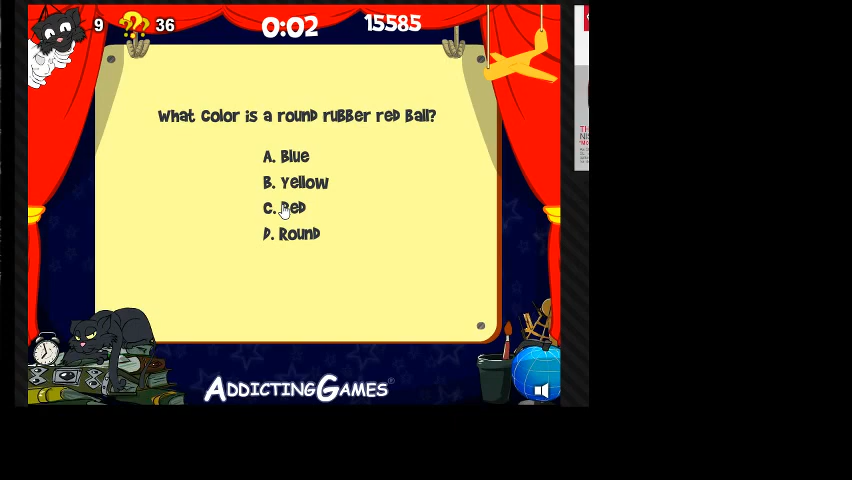 9 ?? 36 0:02 15585
What Color is a round rubber red Ball?
A. Blue
B. Yellow
C. Red
D. Round
AddictingGames